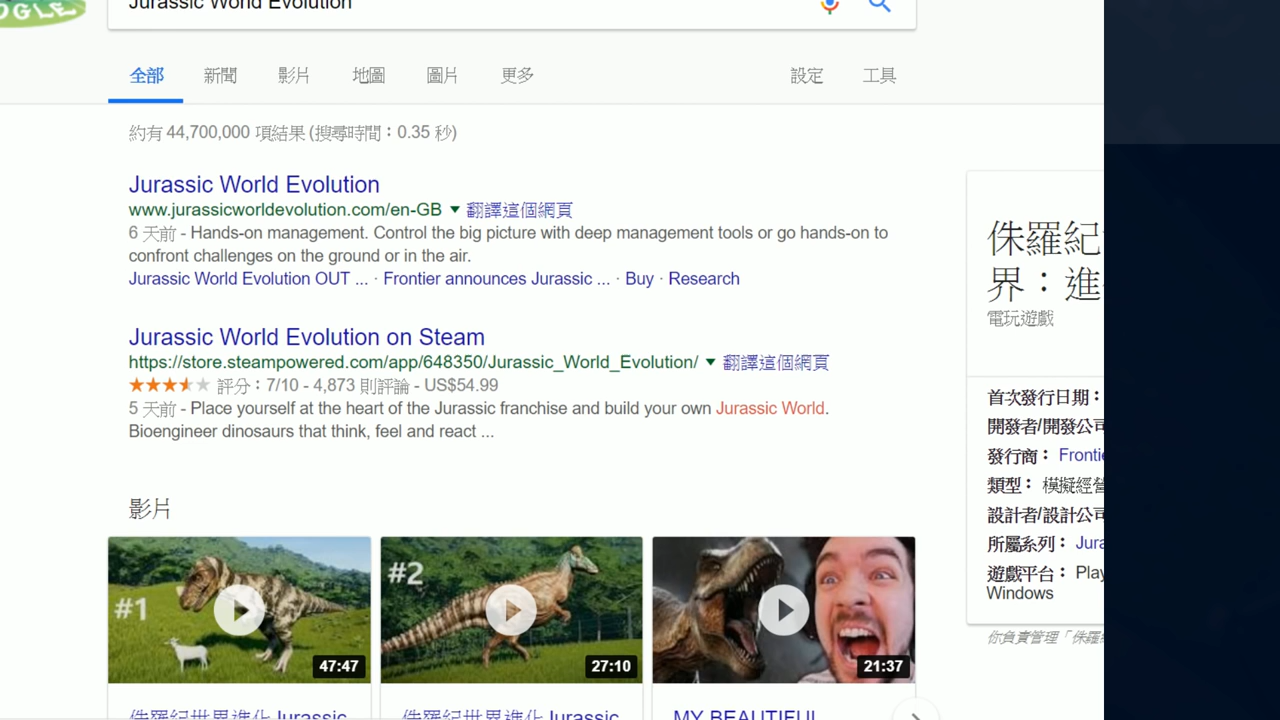 OGLE
Jurassic World Evolution
全部 新聞 影片 地圖 圖片 更多 設定 工具
約有 44,700,000 項結果 (搜尋時間：0.35 秒)
Jurassic World Evolution
www.jurassicworldevolution.com/en-GB ▼ 翻譯這個網頁
6 天前 - Hands-on management. Control the big picture with deep management tools or go hands-on to
confront challenges on the ground or in the air.
Jurassic World Evolution OUT ... · Frontier announces Jurassic ... · Buy · Research
Jurassic World Evolution on Steam
https://store.steampowered.com/app/648350/Jurassic_World_Evolution/ ▼ 翻譯這個網頁
評分：7/10 - 4,873 則評論 - US$54.99
5 天前 - Place yourself at the heart of the Jurassic franchise and build your own Jurassic World.
Bioengineer dinosaurs that think, feel and react ...
影片
#1
47:47
#2
27:10
21:37
侏羅紀世界進化 Jurassic
侏羅紀世界進化 Jurassic
MY BEAUTIFUL
侏羅紀
界：進
電玩遊戲
首次發行日期：
開發者/開發公司
發行商： Frontie
類型： 模擬經營
設計者/設計公司
所屬系列： Jura
遊戲平台： Play
Windows
你負責管理「侏羅